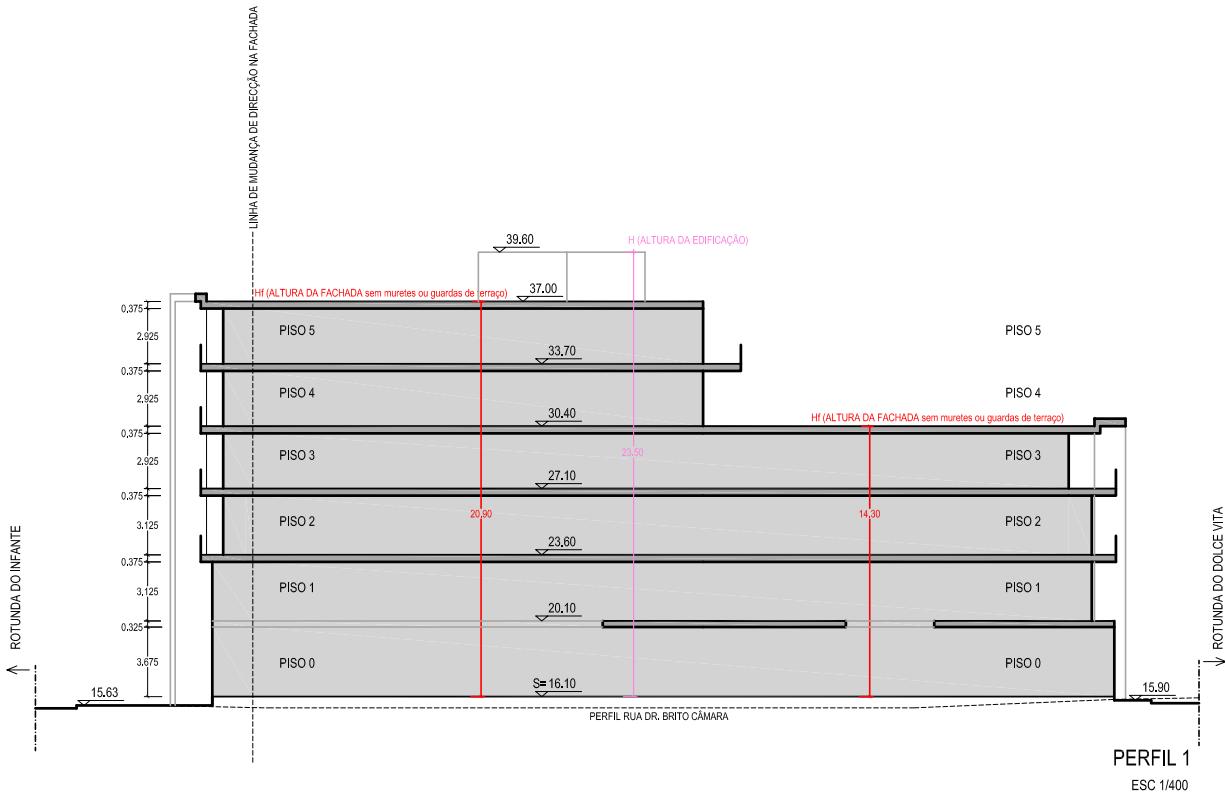 LINHA DE MUDANÇA DE DIRECÇÃO NA FACHADA
39.60
H (ALTURA DA EDIFICAÇÃO)
Hf (ALTURA DA FACHADA sem muretes ou guardas de terraço)
37.00
0.375
PISO 5
PISO 5
2.925
33.70
0.375
PISO 4
PISO 4
2.925
30.40
Hf (ALTURA DA FACHADA sem muretes ou guardas de terraço)
0.375
PISO 3
23.50
PISO 3
2.925
27.10
0.375
20.90
14.30
PISO 2
PISO 2
3.125
23.60
0.375
PISO 1
PISO 1
3.125
20.10
0.325
PISO 0
PISO 0
3.675
S= 16.10
ROTUNDA DO INFANTE
ROTUNDA DO DOLCE VITA
15.63
15.90
PERFIL RUA DR. BRITO CÂMARA
PERFIL 1
ESC 1/400